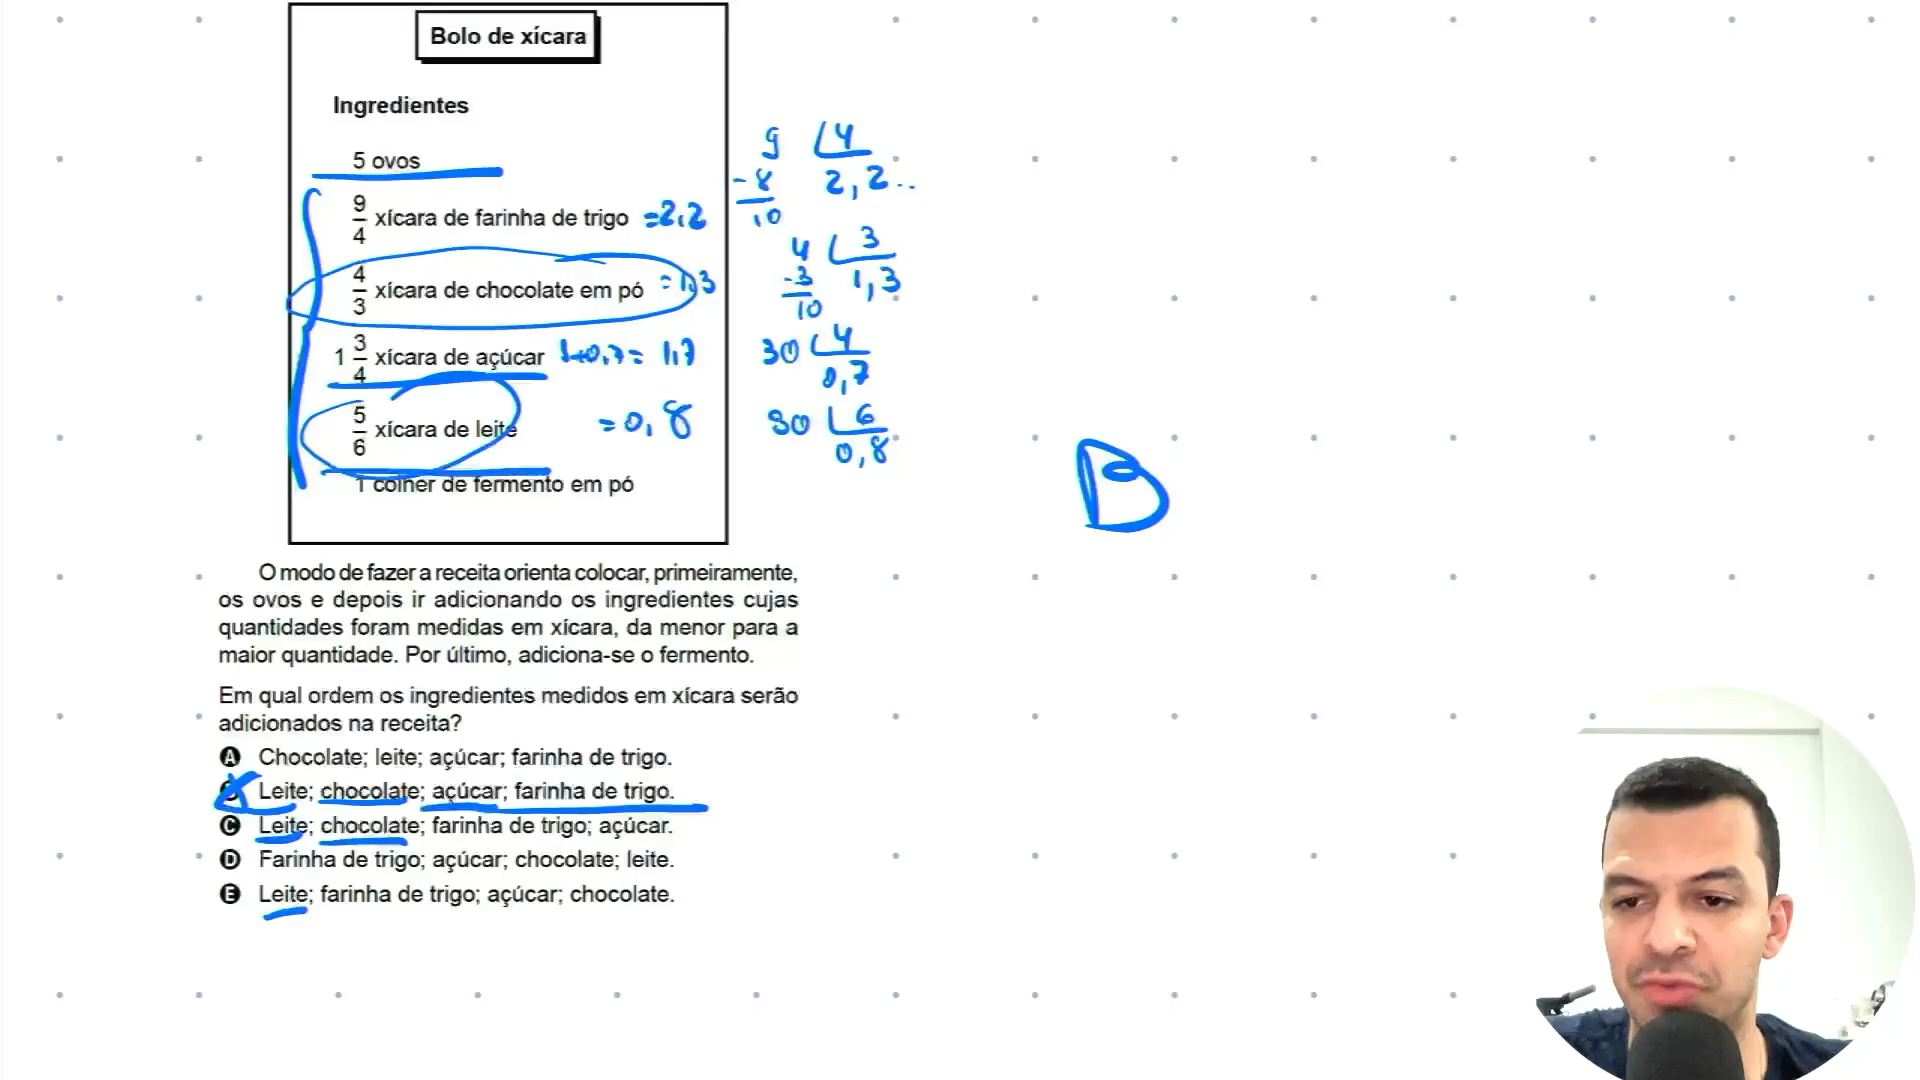 Bolo de xícara
Ingredientes
5 ovos
9/4 xícara de farinha de trigo =2,2
4/3 xícara de chocolate em pó =1,3
1 3/4 xícara de açúcar 1+0,7= 1,7
5/6 xícara de leite =0,8
1 colher de fermento em pó
9 4
-8 2,2..
10
4 3
-3 1,3
10
30 4
0,7
30 6
0,8
B
O modo de fazer a receita orienta colocar, primeiramente,
os ovos e depois ir adicionando os ingredientes cujas
quantidades foram medidas em xícara, da menor para a
maior quantidade. Por último, adiciona-se o fermento.
Em qual ordem os ingredientes medidos em xícara serão
adicionados na receita?
A Chocolate; leite; açúcar; farinha de trigo.
Leite; chocolate; açúcar; farinha de trigo.
C Leite; chocolate; farinha de trigo; açúcar.
D Farinha de trigo; açúcar; chocolate; leite.
E Leite; farinha de trigo; açúcar; chocolate.